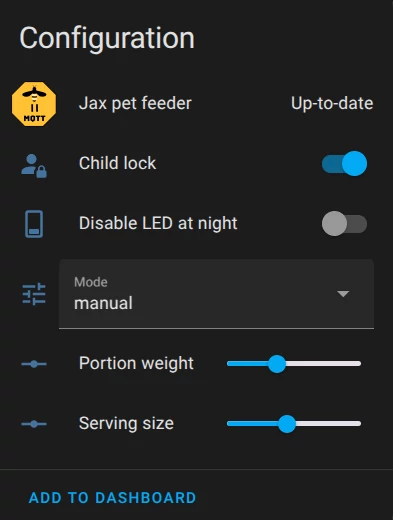 Configuration
MQTT
Jax pet feeder Up-to-date
Child lock
Disable LED at night
Mode
manual
Portion weight
Serving size
ADD TO DASHBOARD